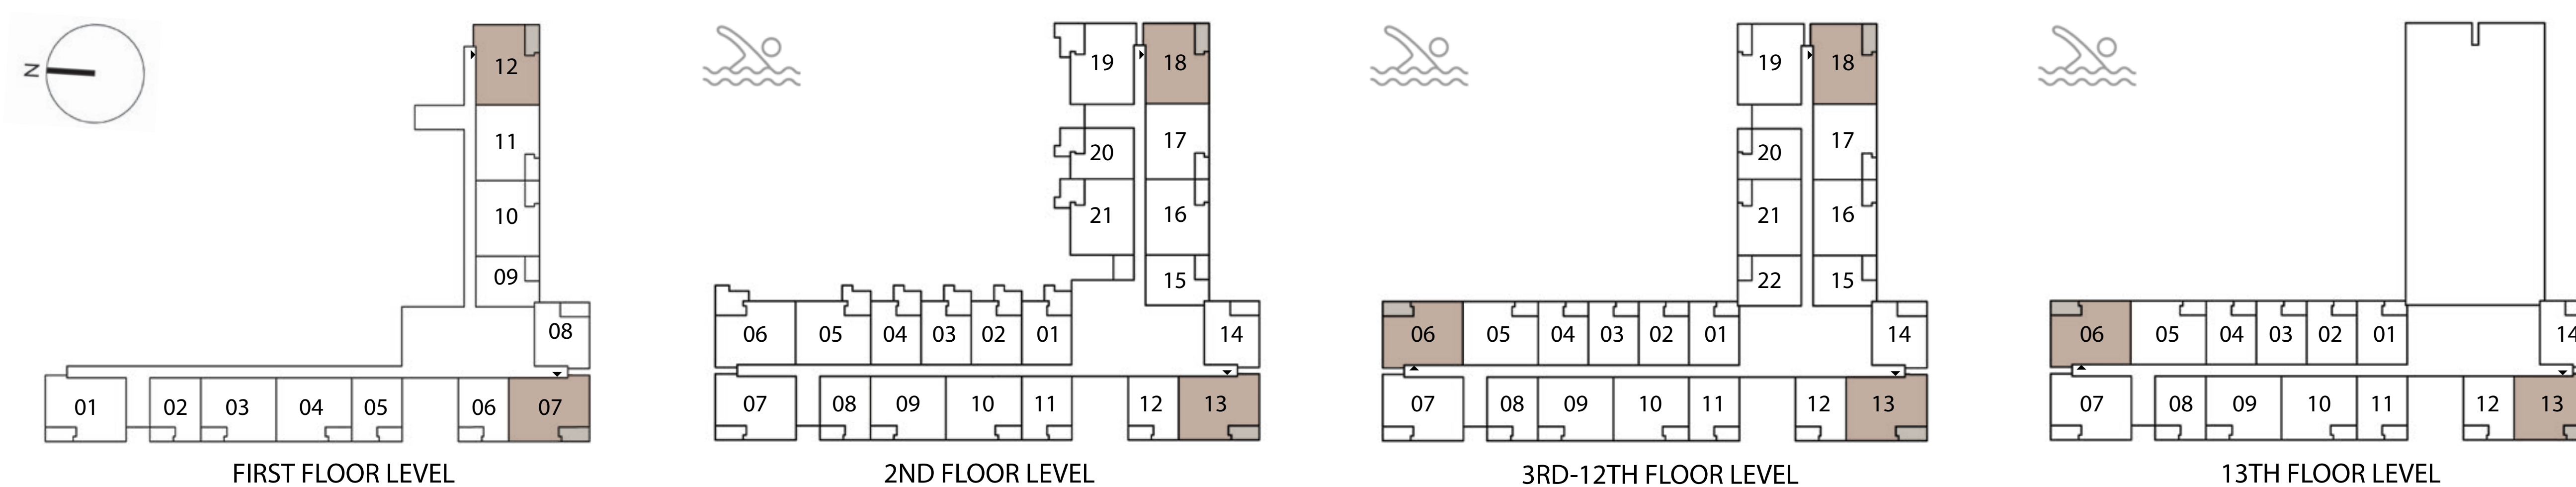 N
12
11
10
09
08
01 02 03 04 05 06 07
FIRST FLOOR LEVEL
19 18
17
20
16
21
15
06 05 04 03 02 01 14
07 08 09 10 11 12 13
2ND FLOOR LEVEL
19 18
17
20
16
21
22 15
06 05 04 03 02 01 14
07 08 09 10 11 12 13
3RD-12TH FLOOR LEVEL
06 05 04 03 02 01 14
07 08 09 10 11 12 13
13TH FLOOR LEVEL